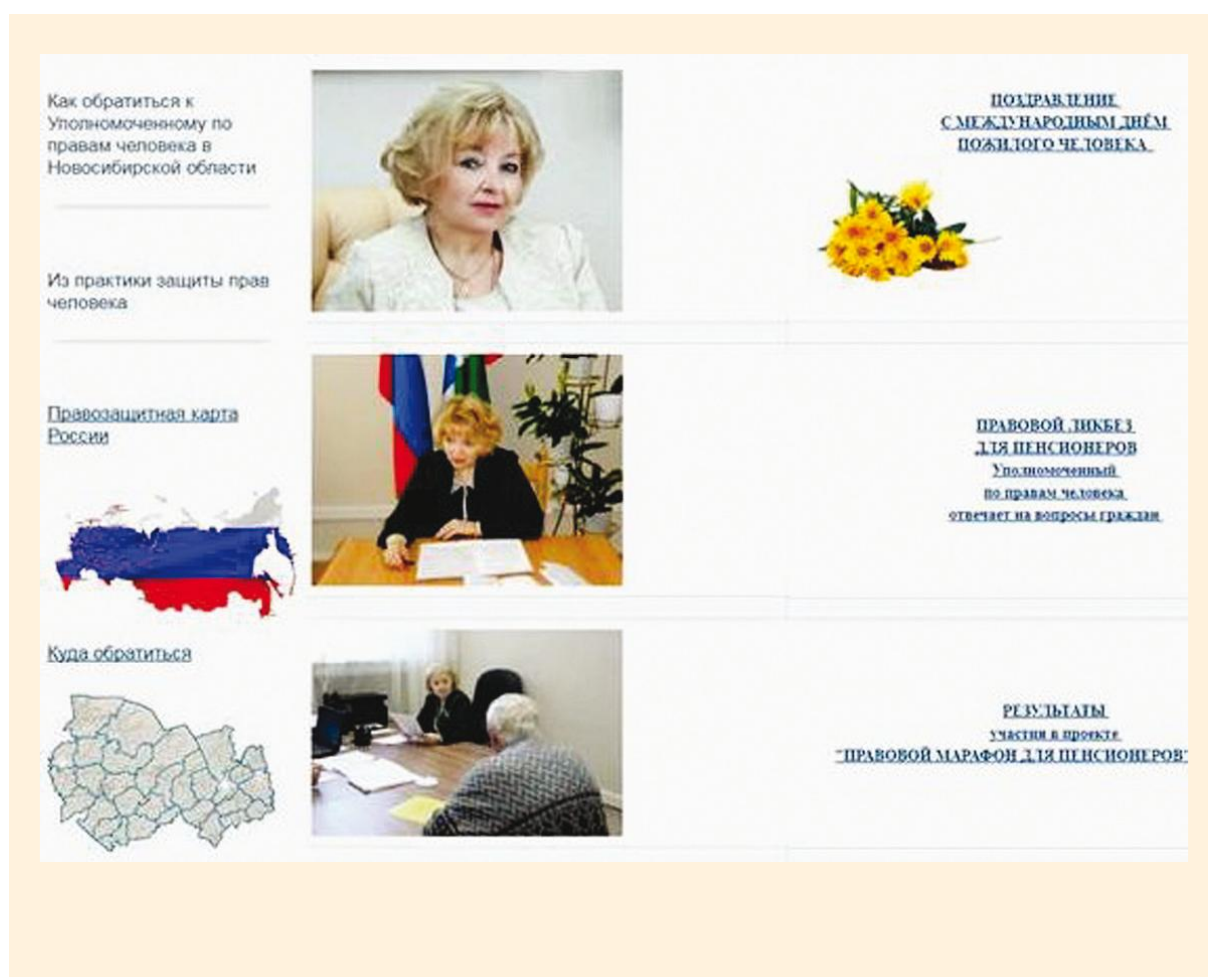 Как обратиться к
Уполномоченному по
правам человека в
Новосибирской области
Из практики защиты прав
человека
Правозащитная карта
России
Куда обратиться
ПОЗДРАВЛЕНИЕ
С МЕЖДУНАРОДНЫМ ДНЁМ
ПОЖИЛОГО ЧЕЛОВЕКА
ПРАВОВОЙ ЛИКБЕЗ
ДЛЯ ПЕНСИОНЕРОВ
Уполномоченный
по правам человека
отвечает на вопросы граждан
РЕЗУЛЬТАТЫ
участия в проекте
"ПРАВОВОЙ МАРАФОН ДЛЯ ПЕНСИОНЕРОВ"